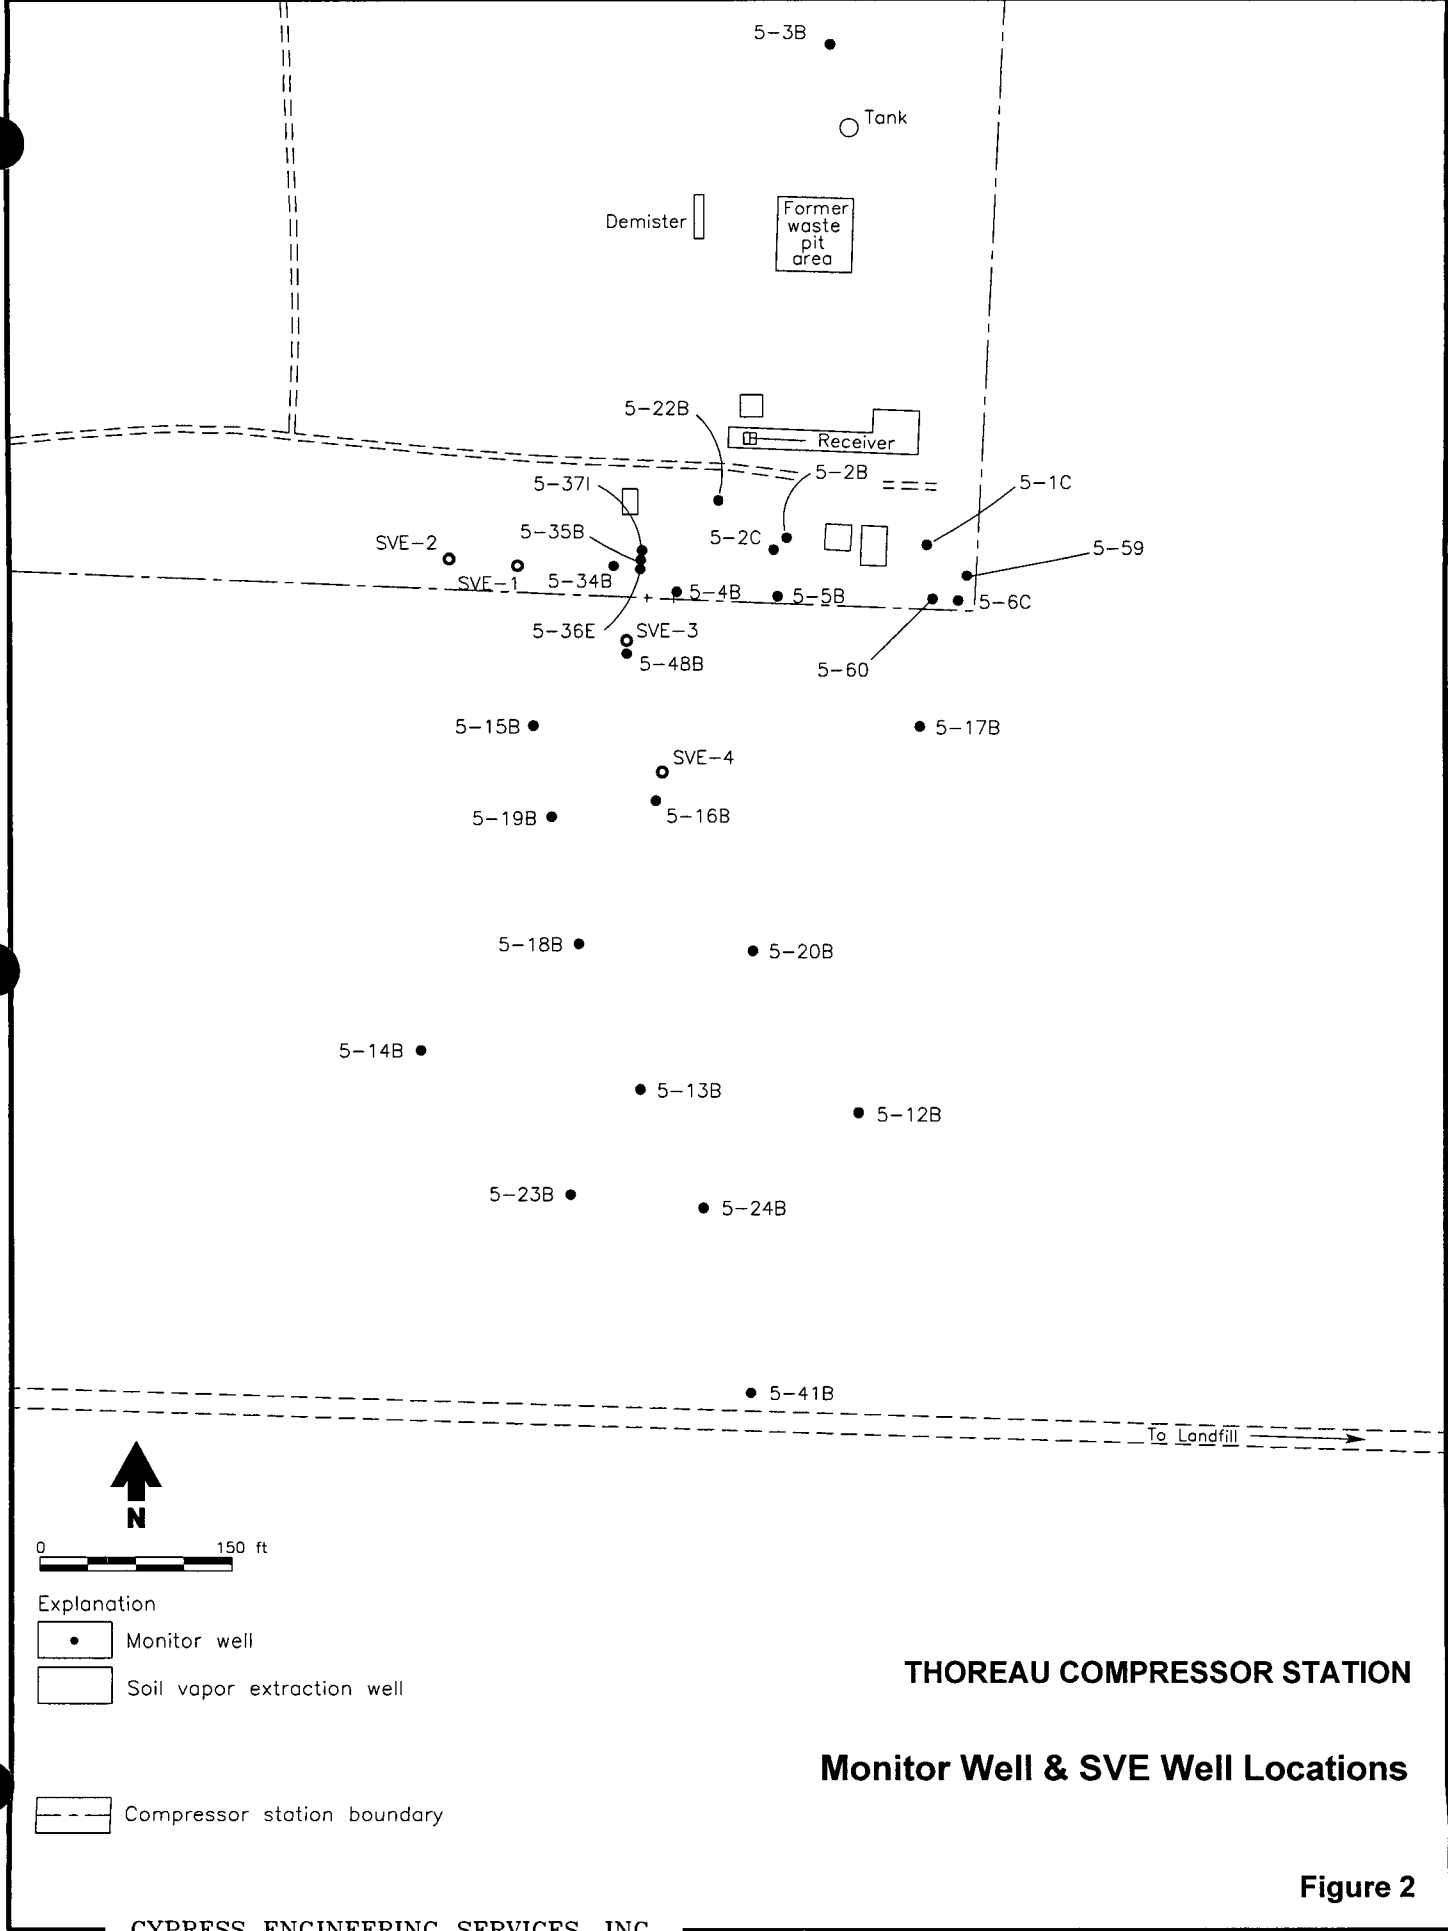 5-3B
Tank
Demister
Former
waste
pit
area
5-22B
Receiver
5-2B
5-37I
5-1C
5-35B
5-2C
SVE-2
5-59
SVE-1
5-34B
5-4B
5-5B
5-6C
5-36E
SVE-3
5-48B
5-60
5-15B
5-17B
SVE-4
5-19B
5-16B
5-18B
5-20B
5-14B
5-13B
5-12B
5-23B
5-24B
5-41B
To Landfill
N
0 150 ft
Explanation
Monitor well
Soil vapor extraction well
Compressor station boundary
THOREAU COMPRESSOR STATION
Monitor Well & SVE Well Locations
Figure 2
CYPRESS ENGINEERING SERVICES, INC.